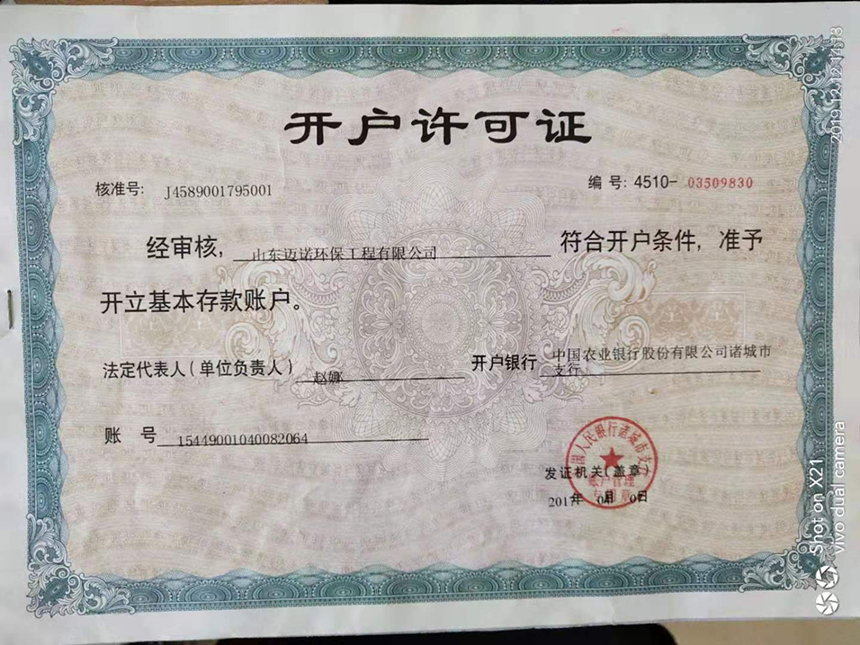 开户许可证
核准号: J4589001795001
编 号: 4510- 03509830
经审核, 山东迈诺环保工程有限公司 符合开户条件, 准予
开立基本存款账户。
法定代表人(单位负责人) 赵娜 开户银行 中国农业银行股份有限公司诸城市
支行
账 号 15449001040082064
发证机关(盖章)
账户管理
Shot on X21
vivo dual camera